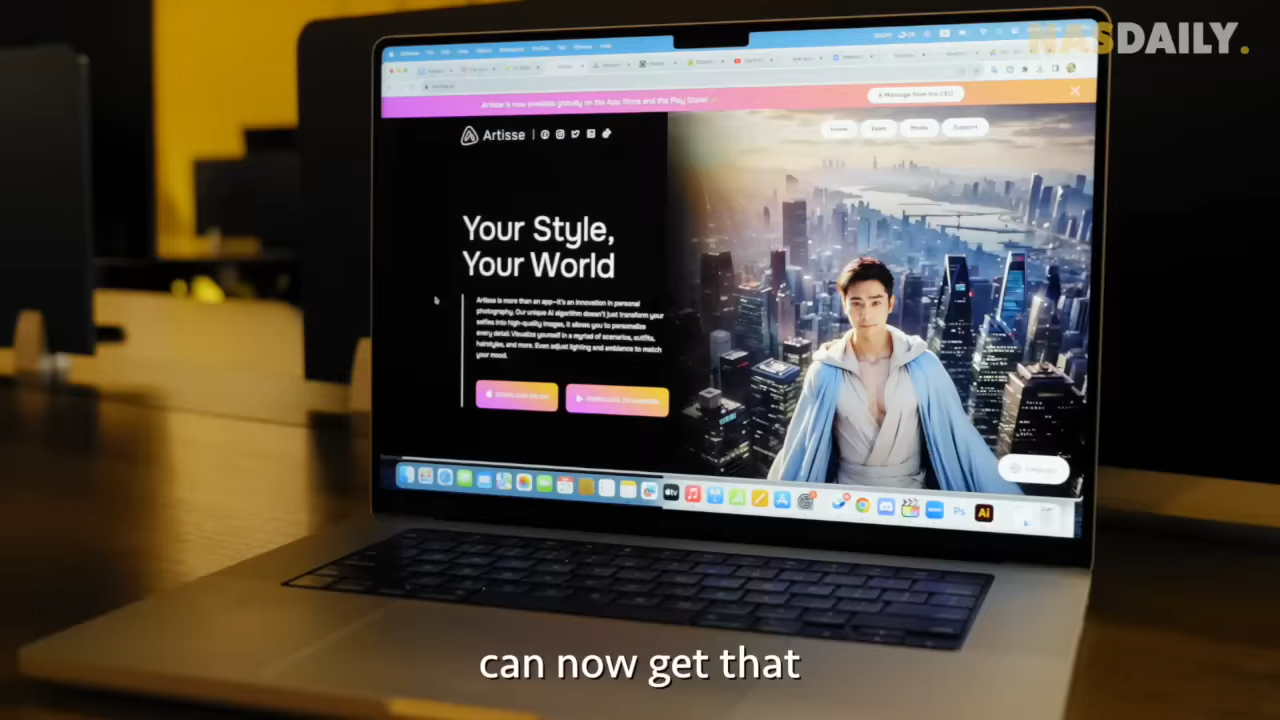 NASDAILY.
Artisse is now available globally on the App Store and the Play Store!
A Message from the CEO
Artisse
Home
Team
Media
Support
Your Style,
Your World
Artisse is more than an app—it's an innovation in personal
photography. Our unique AI algorithm doesn't just transform your
selfies into high-quality images, it allows you to personalize
every detail. Visualize yourself in a myriad of scenarios, outfits,
hairstyles, and more. Even adjust lighting and ambiance to match
your mood.
tv
Ps
Ai
can now get that